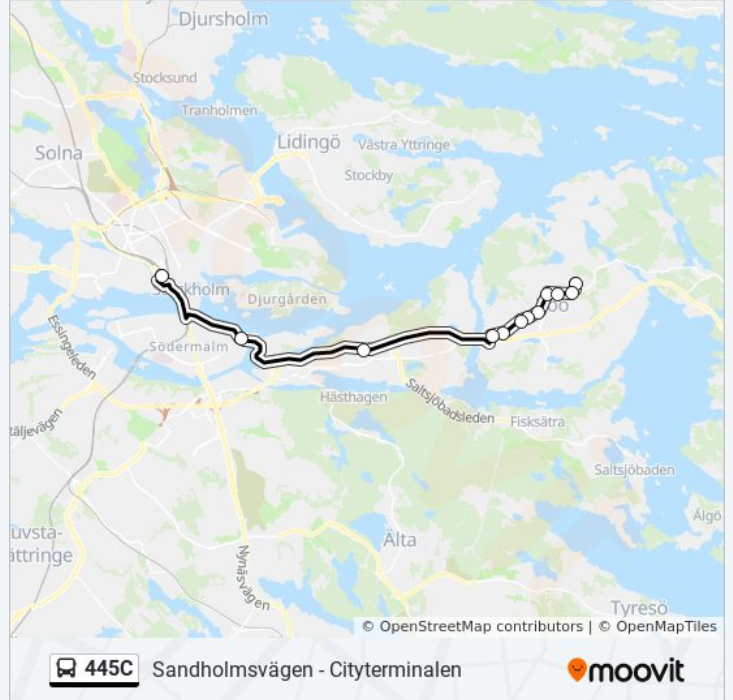 Djursholm
Stocksund
Tranholmen
Lidingö
Västra Yttringe
Solna
Stockby
Djurgården
Essingeleden
Södermalm
Hästhagen
Saltsjöbadsleden
Fisksätra
Saltsjöbaden
Älgö
Älta
Nynäsvägen
Tyresö
© OpenStreetMap contributors | © OpenMapTiles
445C Sandholmsvägen - Cityterminalen
moovit